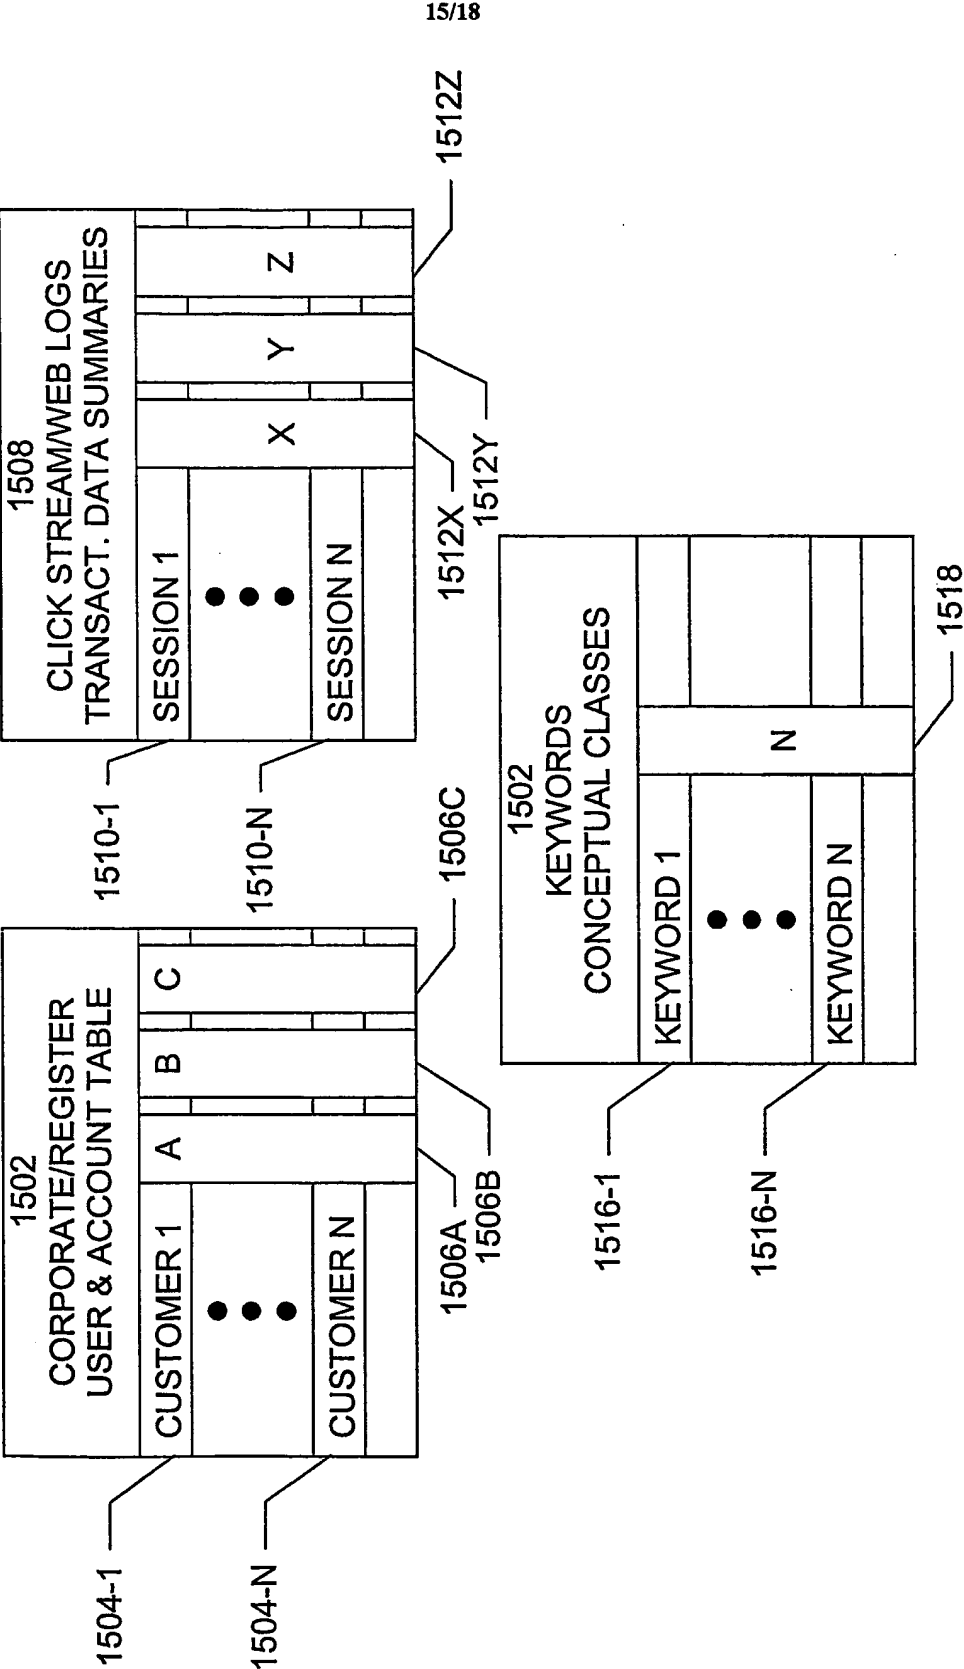 15/18
1502
CORPORATE/REGISTER
USER & ACCOUNT TABLE
CUSTOMER 1
A
B
C
CUSTOMER N
1504-1
1504-N
1506A
1506B
1506C
1508
CLICK STREAM/WEB LOGS
TRANSACT. DATA SUMMARIES
SESSION 1
X
Y
Z
SESSION N
1510-1
1510-N
1512X
1512Y
1512Z
1502
KEYWORDS
CONCEPTUAL CLASSES
KEYWORD 1
N
KEYWORD N
1516-1
1516-N
1518